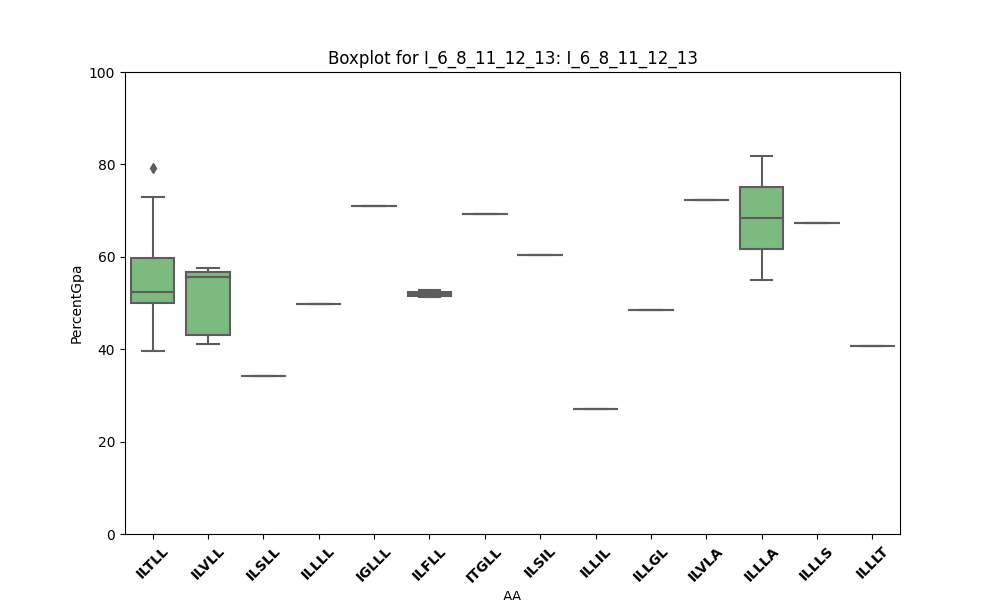 Boxplot for I_6_8_11_12_13: I_6_8_11_12_13
PercentGpa
100
80
60
40
20
0
ILTLL
ILVLL
ILSLL
ILLLL
IGLLL
ILFLL
ITGLL
ILSIL
ILLIL
ILLGL
ILVLA
ILLLA
ILLLS
ILLLT
AA